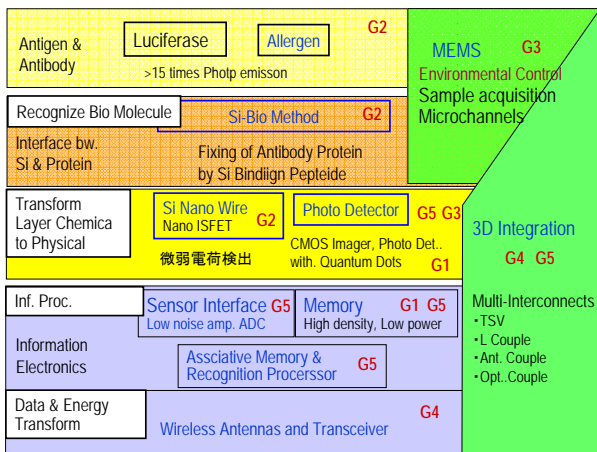 Antigen &
Antibody
Luciferase
Allergen
G2
>15 times Photp emisson
MEMS
G3
Environmental Control
Sample acquisition
Microchannels
Recognize Bio Molecule
Si-Bio Method
G2
Interface bw.
Si & Protein
Fixing of Antibody Protein
by Si Bindiign Pepteide
Transform
Layer Chemica
to Physical
Si Nano Wire
Nano ISFET
G2
微弱電荷検出
Photo Detector
G5 G3
CMOS Imager, Photo Det..
with. Quantum Dots
G1
3D Integration
G4 G5
Multi-Interconnects
・TSV
・L Couple
・Ant. Couple
・Opt..Couple
Inf. Proc.
Sensor Interface G5
Low noise amp. ADC
Memory G1 G5
High density, Low power
Information
Electronics
Assciative Memory &
Recognition Procerssor
G5
Data & Energy
Transform
G4
Wireless Antennas and Transceiver